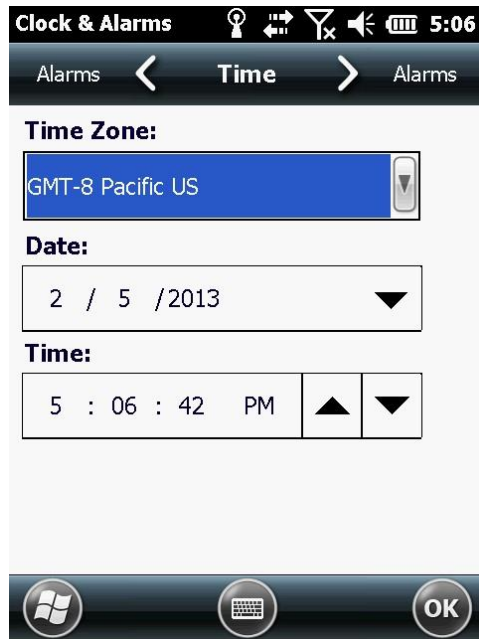 Clock & Alarms 5:06
Alarms Time Alarms
Time Zone:
GMT-8 Pacific US
Date:
2 / 5 /2013
Time:
5 : 06 : 42 PM
OK